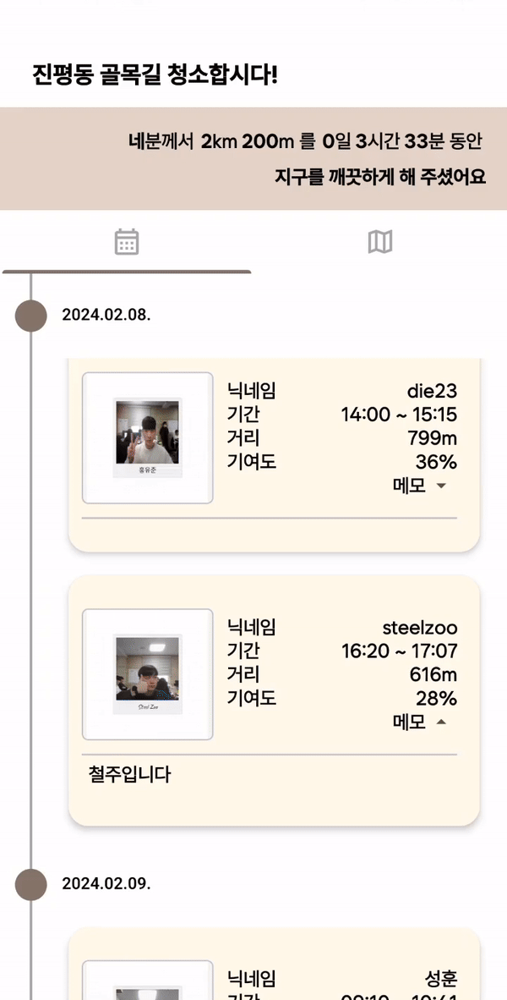 진평동 골목길 청소합시다!
네분께서 2km 200m 를 0일 3시간 33분 동안
지구를 깨끗하게 해 주셨어요
2024.02.08.
닉네임 die23
기간 14:00 ~ 15:15
거리 799m
기여도 36%
메모
홍유준
닉네임 steelzoo
기간 16:20 ~ 17:07
거리 616m
기여도 28%
메모
Steel Zoo
철주입니다
2024.02.09.
닉네임 성훈